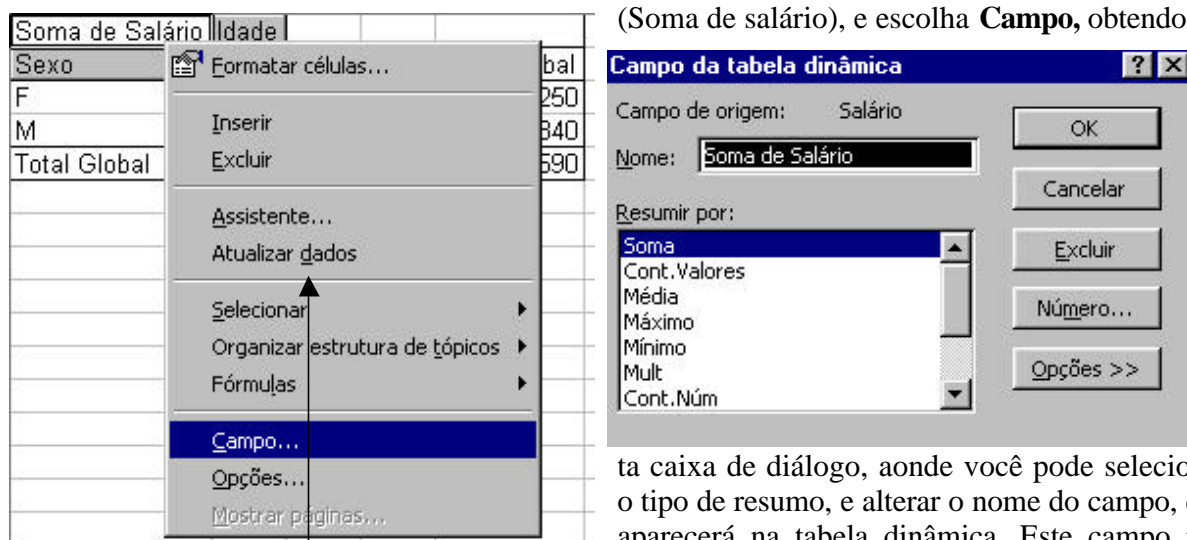 Soma de Salário Idade
Sexo bal
F 250
M 840
Total Global 590
Formatar células...
Inserir
Excluir
Assistente...
Atualizar dados
Selecionar
Organizar estrutura de tópicos
Fórmulas
Campo...
Opções...
Mostrar páginas...
(Soma de salário), e escolha Campo, obtendo
Campo da tabela dinâmica
Campo de origem: Salário
Nome: Soma de Salário
Resumir por:
Soma
Cont.Valores
Média
Máximo
Mínimo
Mult
Cont.Núm
OK
Cancelar
Excluir
Número...
Opções >>
ta caixa de diálogo, aonde você pode selecio
o tipo de resumo, e alterar o nome do campo,
aparecerá na tabela dinâmica. Este campo